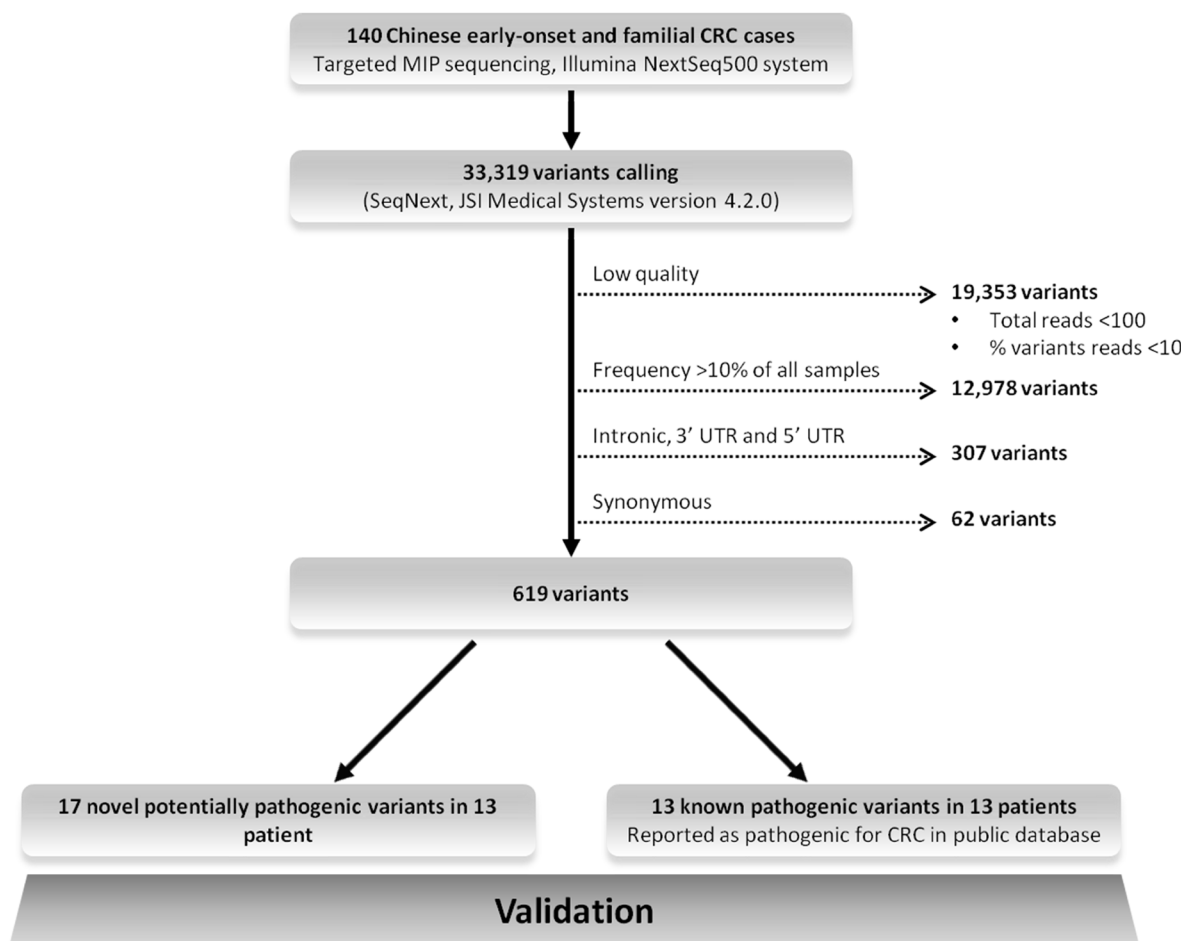 140 Chinese early-onset and familial CRC cases
Targeted MIP sequencing, Illumina NextSeq500 system
33,319 variants calling
(SeqNext, JSI Medical Systems version 4.2.0)
Low quality
19,353 variants
• Total reads <100
• % variants reads <10
Frequency >10% of all samples
12,978 variants
Intronic, 3’ UTR and 5’ UTR
307 variants
Synonymous
62 variants
619 variants
17 novel potentially pathogenic variants in 13
patient
13 known pathogenic variants in 13 patients
Reported as pathogenic for CRC in public database
Validation